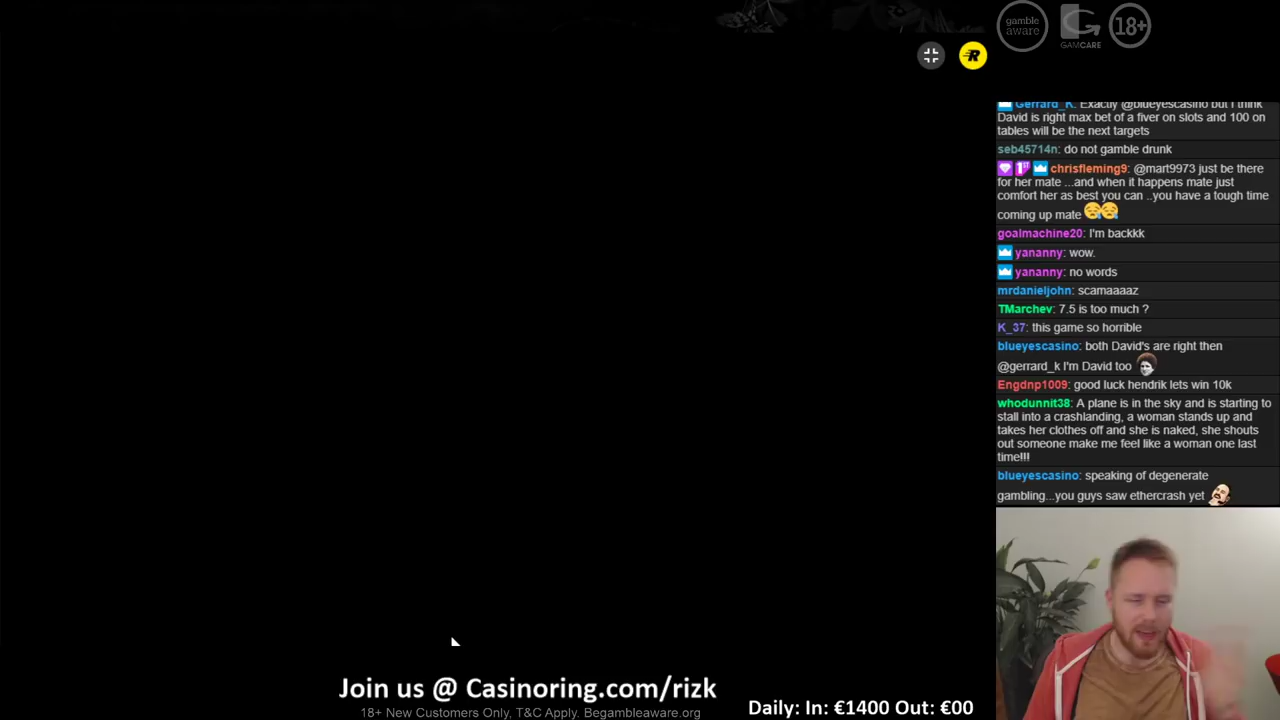 gamble
aware
GAMCARE
18+
R
Gerrard_K: Exactly @blueyescasino but I think
David is right max bet of a fiver on slots and 100 on
tables will be the next targets
seb45714n: do not gamble drunk
1ST chrisfleming9: @mart9973 just be there
for her mate ...and when it happens mate just
comfort her as best you can ..you have a tough time
coming up mate
goalmachine20: I'm backkk
yananny: wow.
yananny: no words
mrdanieljohn: scamaaaaz
TMarchev: 7.5 is too much ?
K_37: this game so horrible
blueyescasino: both David's are right then
@gerrard_k I'm David too
Engdnp1009: good luck hendrik lets win 10k
whodunnit38: A plane is in the sky and is starting to
stall into a crashlanding, a woman stands up and
takes her clothes off and she is naked, she shouts
out someone make me feel like a woman one last
time!!!
blueyescasino: speaking of degenerate
gambling...you guys saw ethercrash yet
Join us @ Casinoring.com/rizk
18+ New Customers Only, T&C Apply. Begambleaware.org
Daily: In: €1400 Out: €00